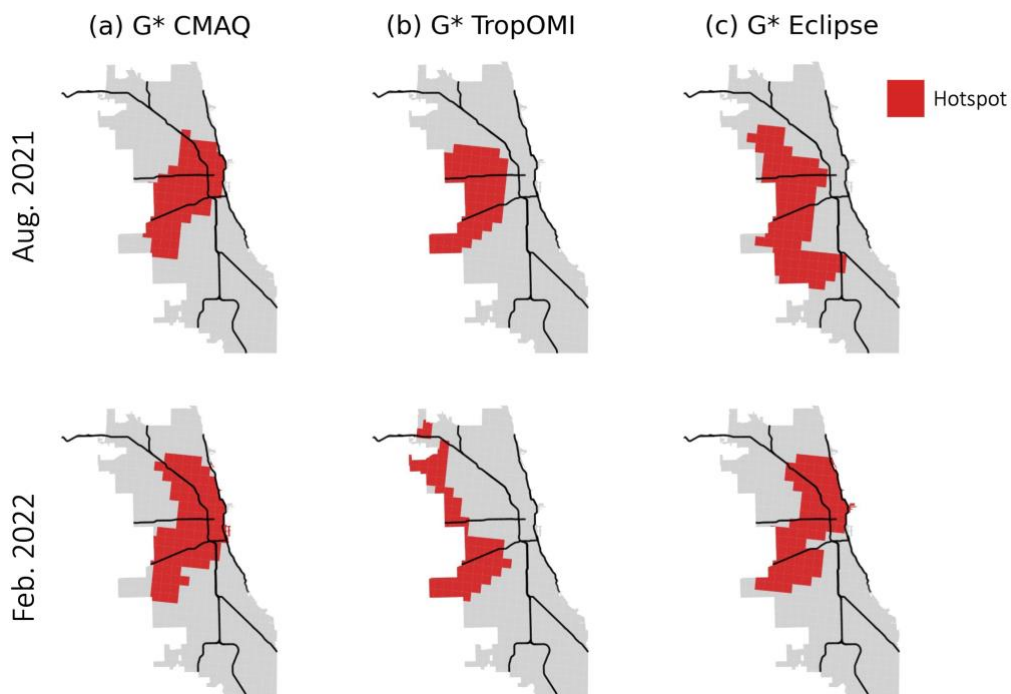 (a) G* CMAQ
(b) G* TropOMI
(c) G* Eclipse
Hotspot
Aug. 2021
Feb. 2022